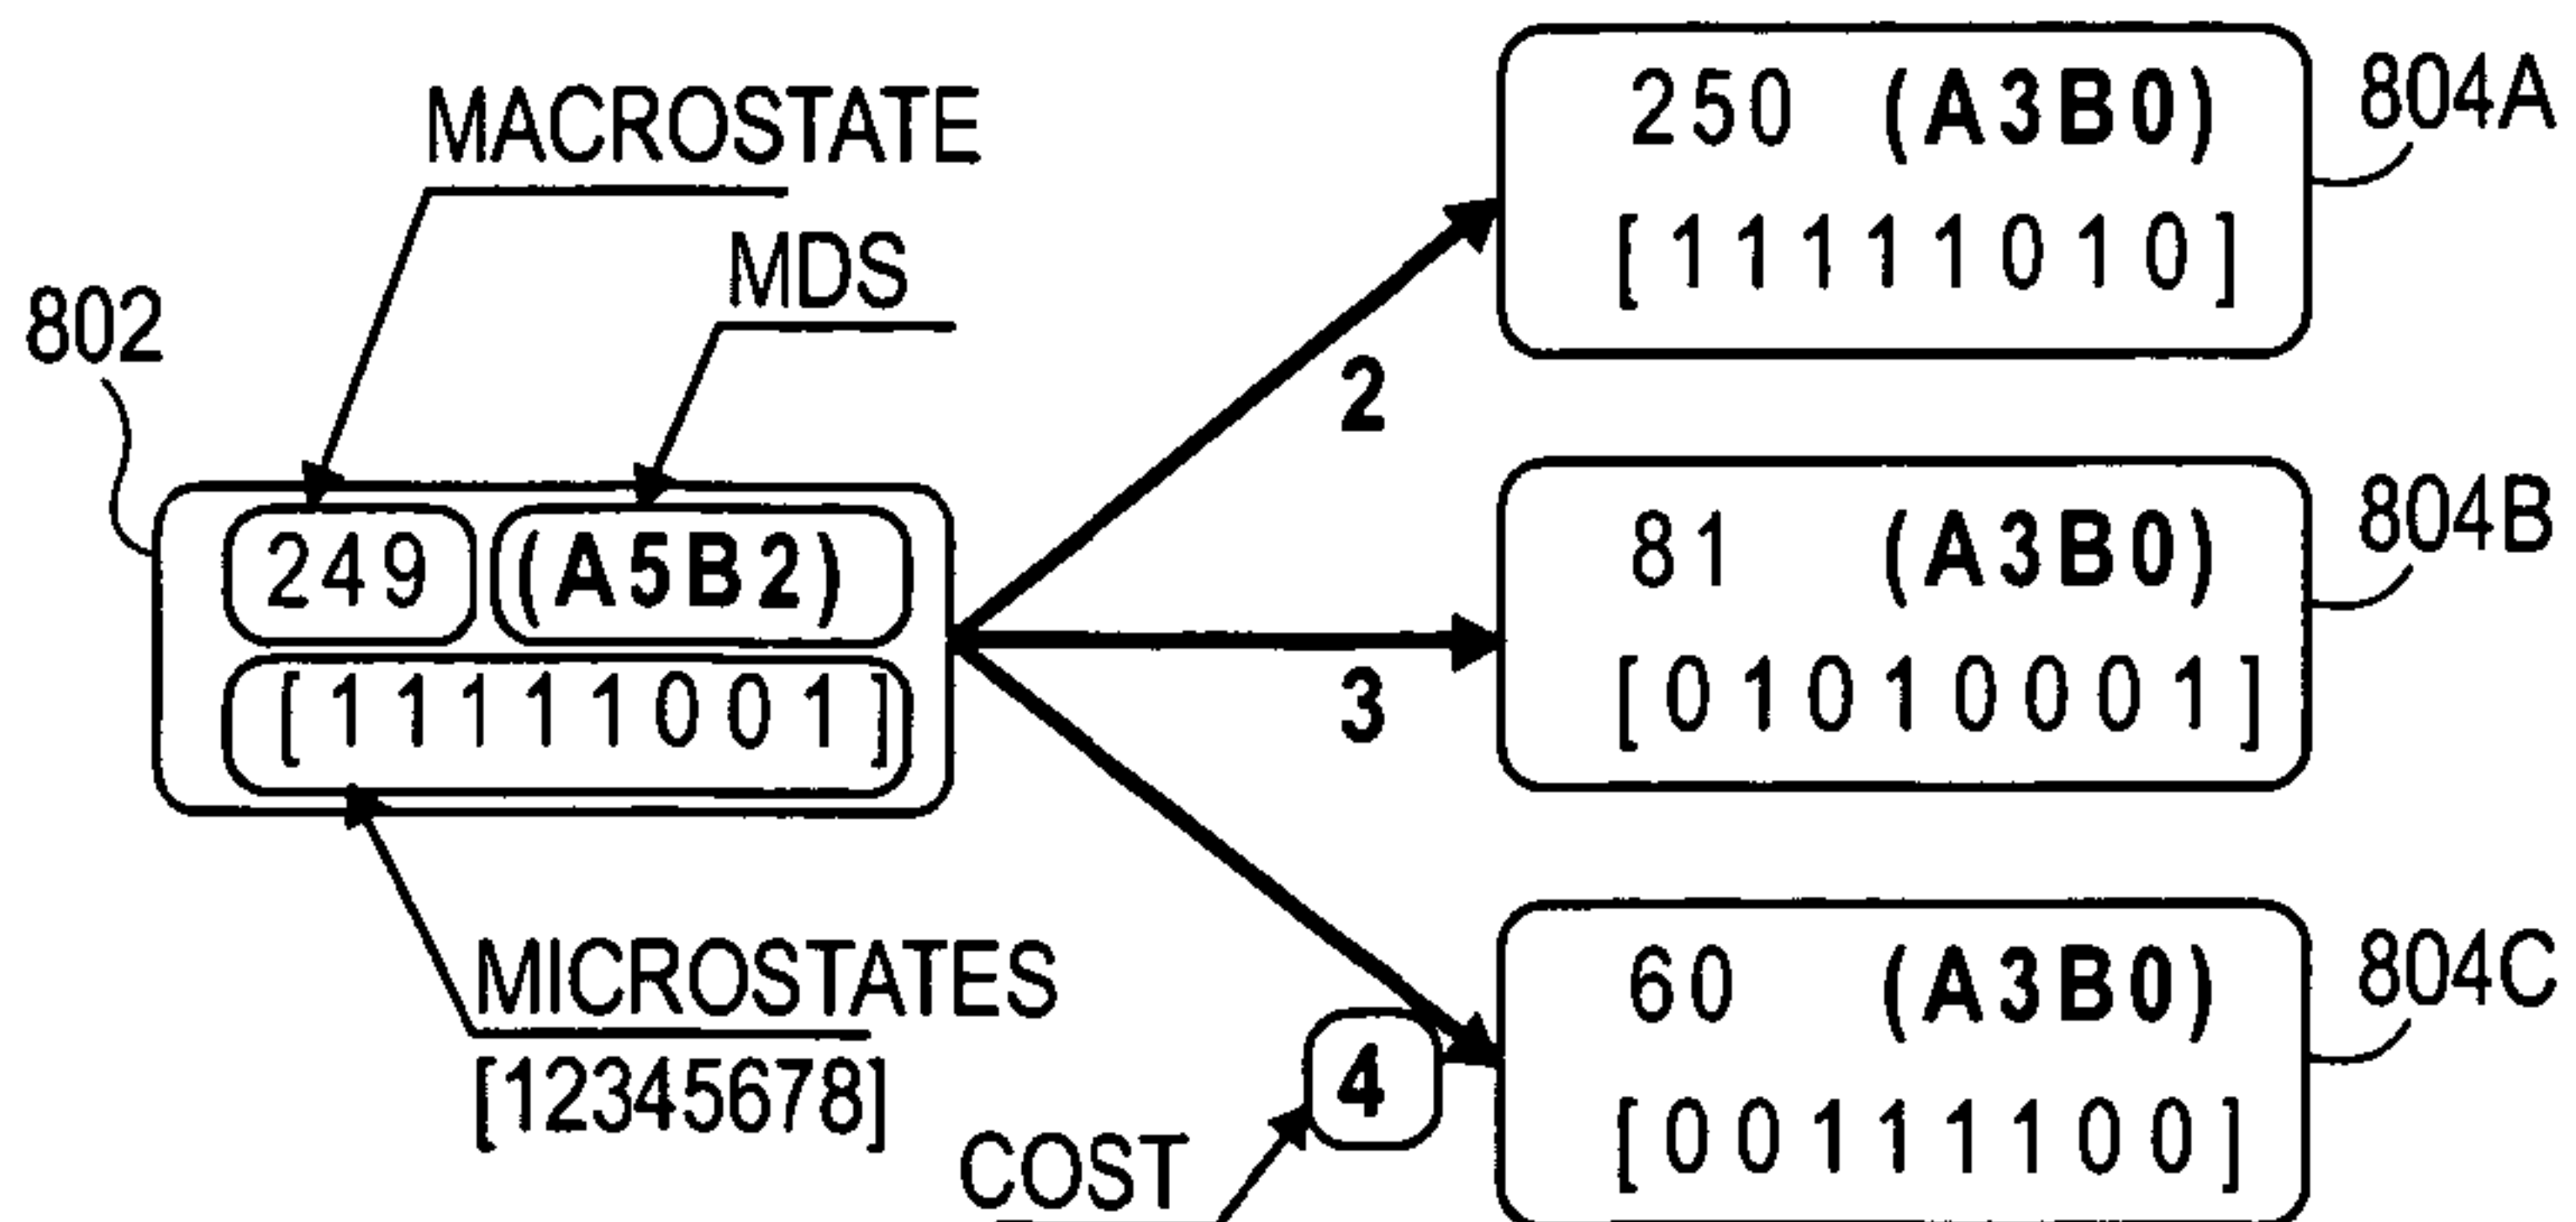 MACROSTATE
MDS
802
249 (A5B2)
[11111001]
MICROSTATES
[12345678]
2
3
4
COST
250 (A3B0)
[11111010]
804A
81 (A3B0)
[01010001]
804B
60 (A3B0)
[00111100]
804C